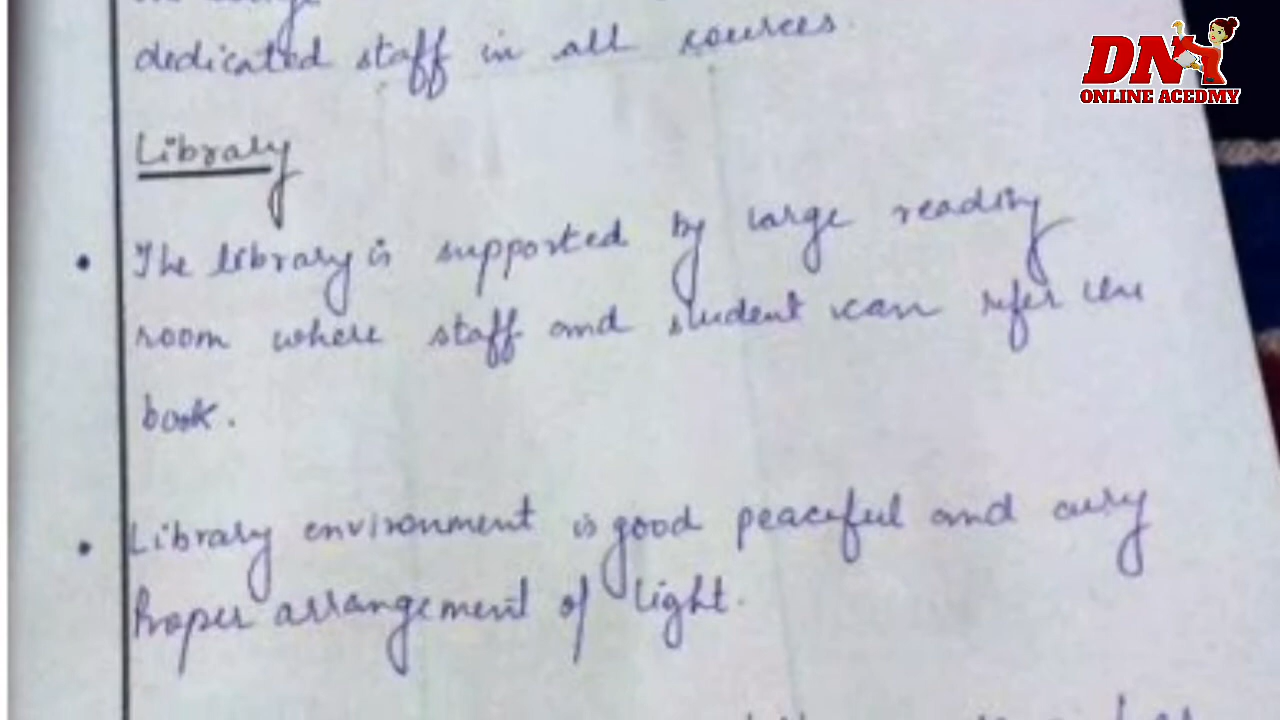 dedicated staff in all sources.
DN
ONLINE ACEDMY
Library
• The library is supported by large reading
room where staff and student can refer the
book.
• Library environment is good peaceful and
proper arrangement of light.